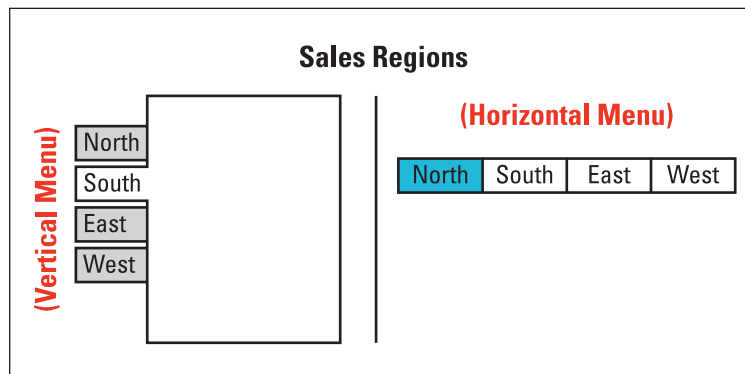 Sales Regions
(Vertical Menu)
North
South
East
West
(Horizontal Menu)
North South East West